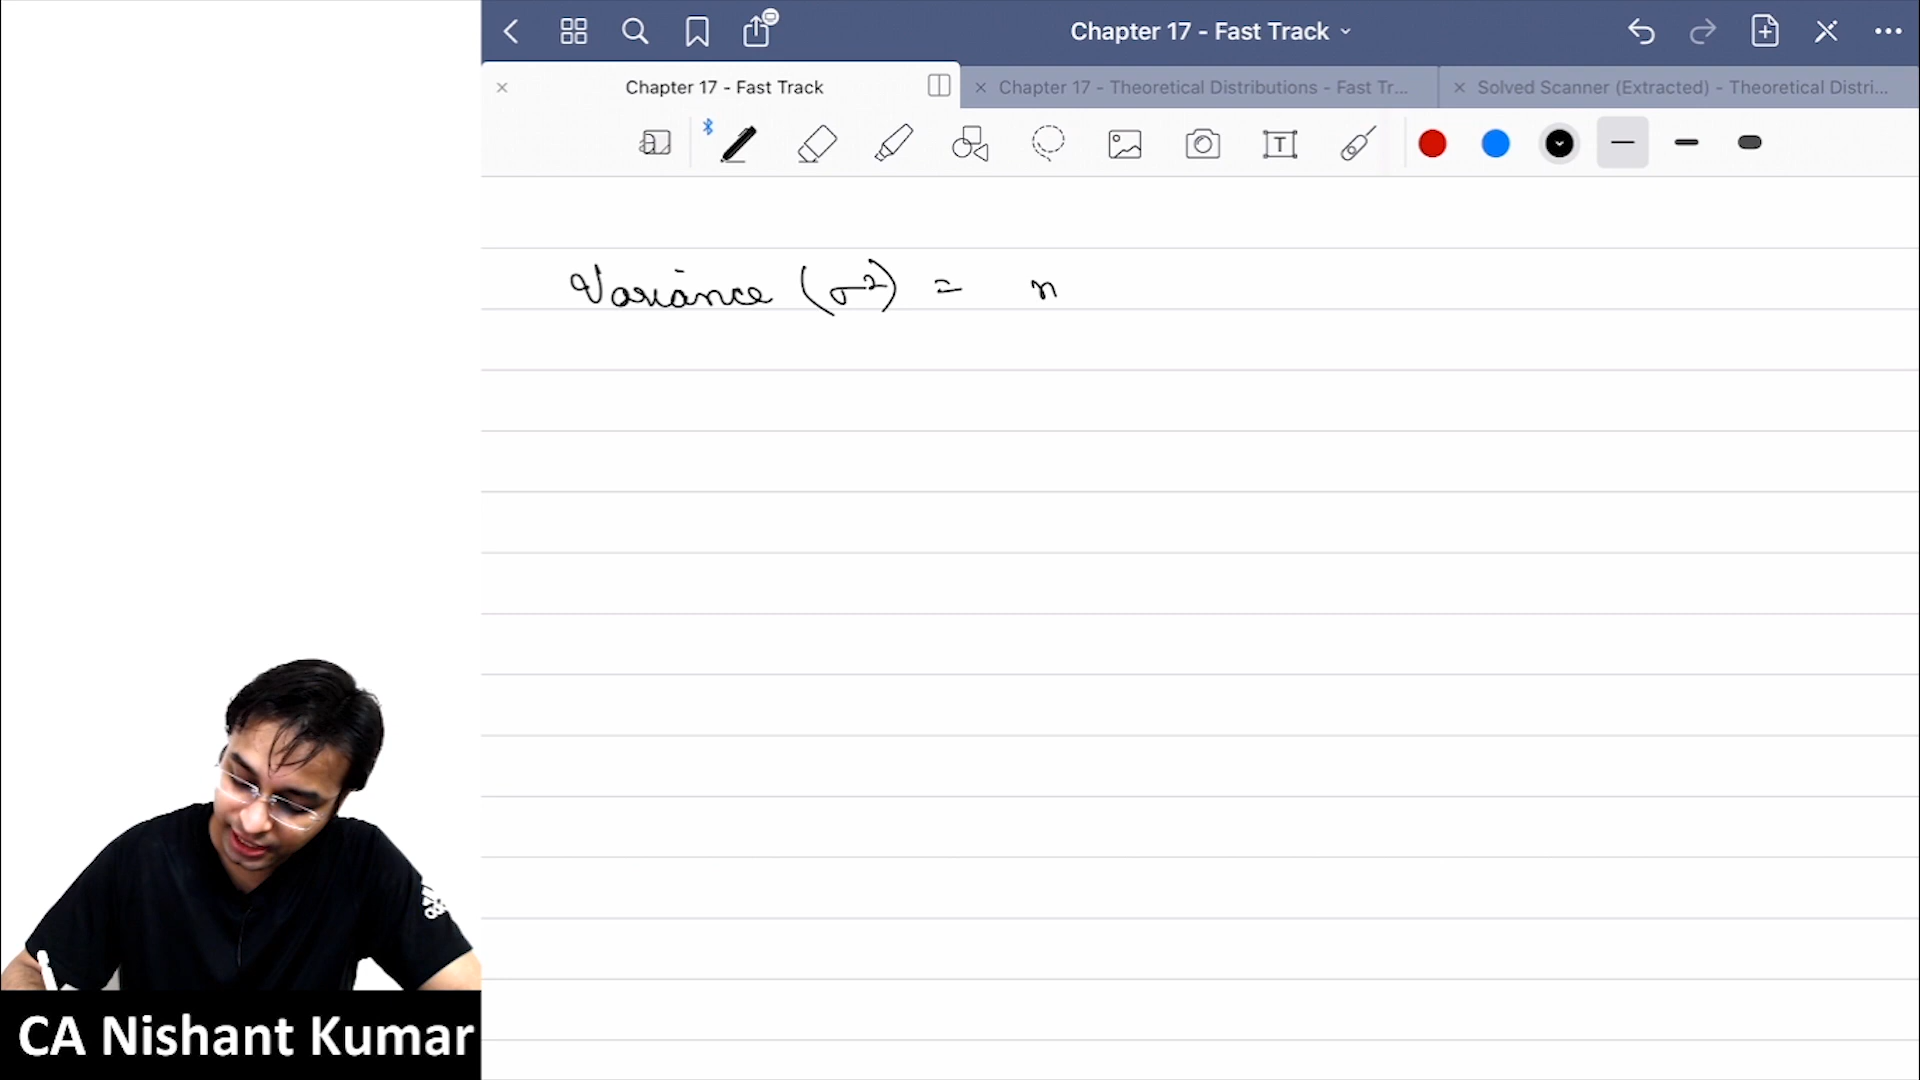 Chapter 17 - Fast Track
Chapter 17 - Fast Track
Chapter 17 - Theoretical Distributions - Fast Tr...
Solved Scanner (Extracted) - Theoretical Distri...
Variance (σ²) = n
CA Nishant Kumar